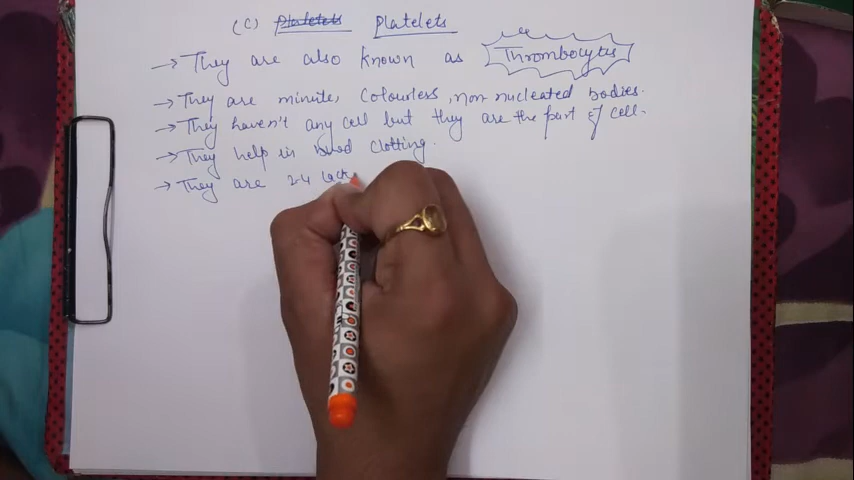 (C) Platelets Platelets
→ They are also known as Thrombocytes
→ They are minute, Colourless, non nucleated bodies.
→ They haven't any cell but they are the part of cell.
→ They help in blood clotting.
→ They are 2-4 lacks